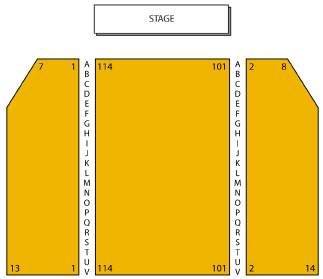 STAGE
7 1 A 114 101 A 2 8
B B
C C
D D
E E
F F
G G
H H
I I
J J
K K
L L
M M
N N
O O
P P
Q Q
R R
S S
T T
U U
13 1 V 114 101 V 2 14